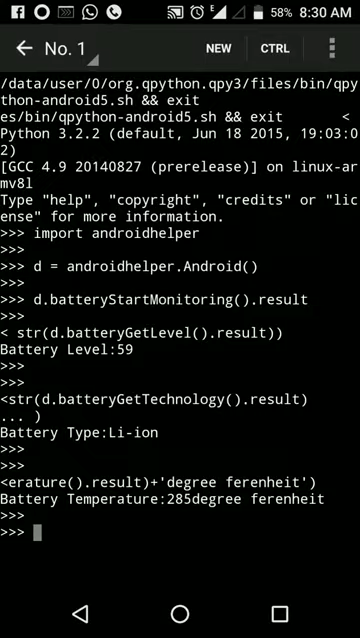 58% 8:30 AM
No. 1 NEW CTRL
/data/user/0/org.qpython.qpy3/files/bin/qpy
thon-android5.sh && exit
es/bin/qpython-android5.sh && exit <
Python 3.2.2 (default, Jun 18 2015, 19:03:0
2)
[GCC 4.9 20140827 (prerelease)] on linux-ar
mv8l
Type "help", "copyright", "credits" or "lic
ense" for more information.
>>> import androidhelper
>>>
>>> d = androidhelper.Android()
>>>
>>> d.batteryStartMonitoring().result
>>>
< str(d.batteryGetLevel().result))
Battery Level:59
>>>
>>>
<str(d.batteryGetTechnology().result)
... )
Battery Type:Li-ion
>>>
>>>
<erature().result)+'degree ferenheit')
Battery Temperature:285degree ferenheit
>>>
>>>